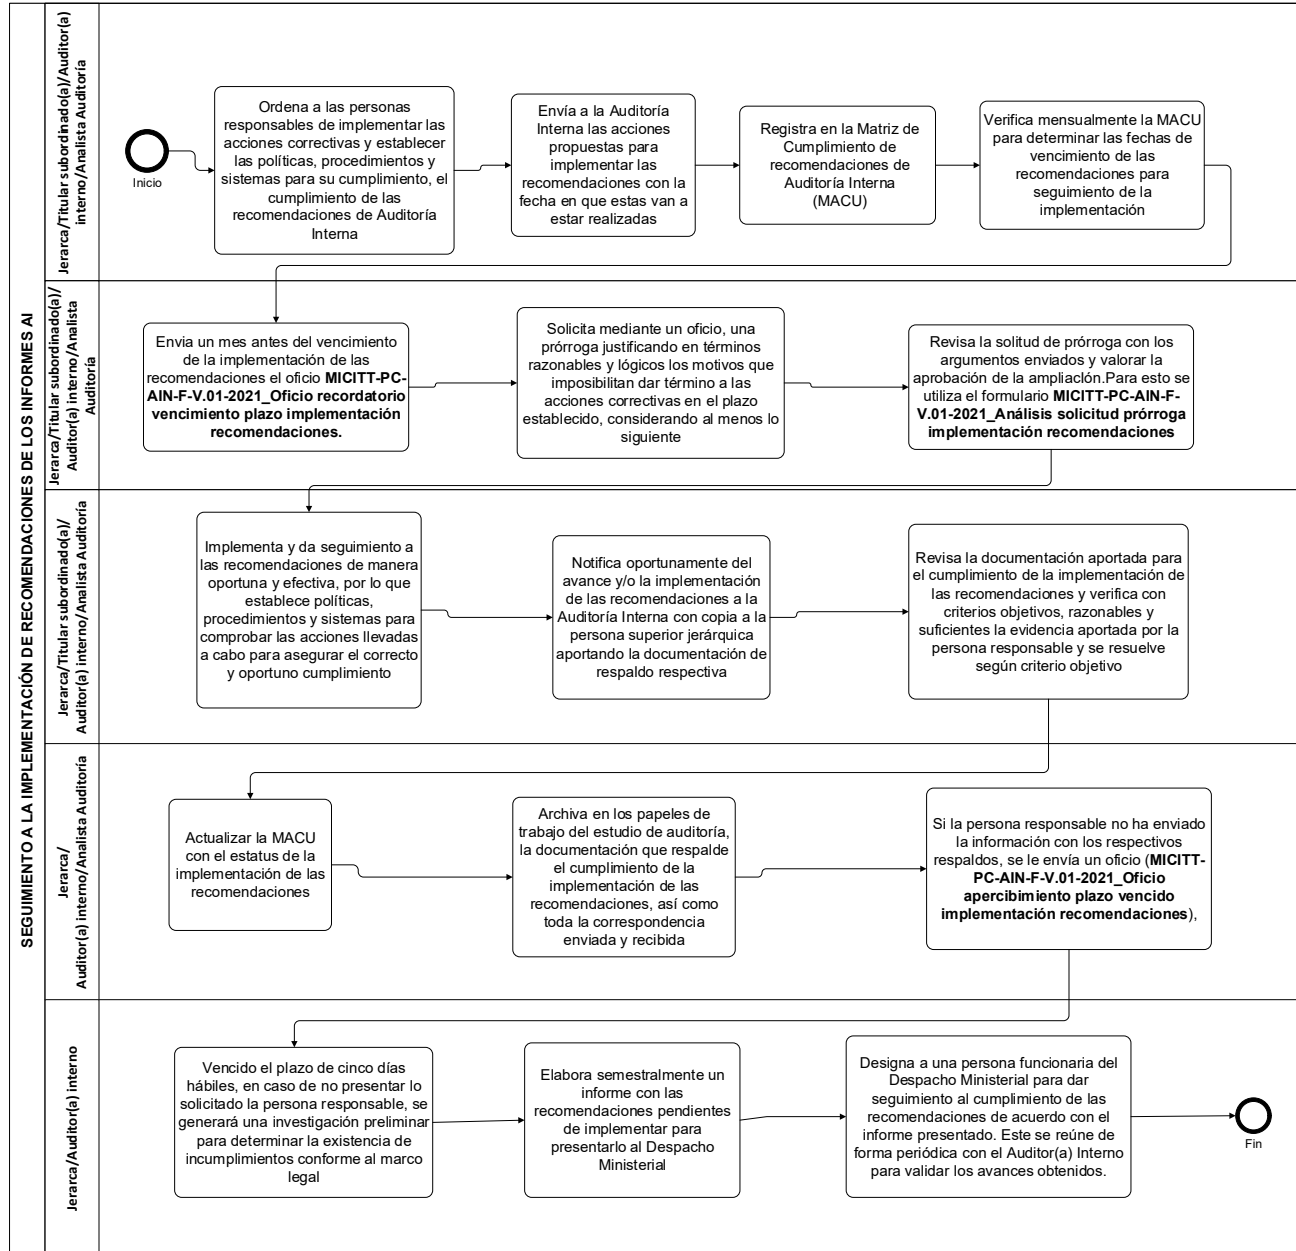 SEGUIMIENTO A LA IMPLEMENTACIÓN DE RECOMENDACIONES DE LOS INFORMES AI
Jerarca/Titular subordinado(a)/Auditor(a)
interno/Analista Auditoría
Inicio
Ordena a las personas
responsables de implementar las
acciones correctivas y establecer
las políticas, procedimientos y
sistemas para su cumplimiento, el
cumplimiento de las
recomendaciones de Auditoría
Interna
Envía a la Auditoría
Interna las acciones
propuestas para
implementar las
recomendaciones con la
fecha en que estas van a
estar realizadas
Registra en la Matriz de
Cumplimiento de
recomendaciones de
Auditoría Interna
(MACU)
Verifica mensualmente la MACU
para determinar las fechas de
vencimiento de las
recomendaciones para
seguimiento de la
implementación
Jerarca/Titular subordinado(a)/
Auditor(a) interno/Analista
Auditoría
Envia un mes antes del vencimiento
de la implementación de las
recomendaciones el oficio MICITT-PC-
AIN-F-V.01-2021_Oficio recordatorio
vencimiento plazo implementación
recomendaciones.
Solicita mediante un oficio, una
prórroga justificando en términos
razonables y lógicos los motivos que
imposibilitan dar término a las
acciones correctivas en el plazo
establecido, considerando al menos lo
siguiente
Revisa la solitud de prórroga con los
argumentos enviados y valorar la
aprobación de la ampliación.Para esto se
utiliza el formulario MICITT-PC-AIN-F-
V.01-2021_Análisis solicitud prórroga
implementación recomendaciones
Jerarca/Titular subordinado(a)/
Auditor(a) interno/Analista Auditoría
Implementa y da seguimiento a
las recomendaciones de manera
oportuna y efectiva, por lo que
establece políticas,
procedimientos y sistemas para
comprobar las acciones llevadas
a cabo para asegurar el correcto
y oportuno cumplimiento
Notifica oportunamente del
avance y/o la implementación
de las recomendaciones a la
Auditoría Interna con copia a la
persona superior jerárquica
aportando la documentación de
respaldo respectiva
Revisa la documentación aportada para
el cumplimiento de la implementación de
las recomendaciones y verifica con
criterios objetivos, razonables y
suficientes la evidencia aportada por la
persona responsable y se resuelve
según criterio objetivo
Jerarca/
Auditor(a) interno/Analista Auditoría
Actualizar la MACU
con el estatus de la
implementación de las
recomendaciones
Archiva en los papeles de
trabajo del estudio de auditoría,
la documentación que respalde
el cumplimiento de la
implementación de las
recomendaciones, así como
toda la correspondencia
enviada y recibida
Si la persona responsable no ha enviado
la información con los respectivos
respaldos, se le envía un oficio (MICITT-
PC-AIN-F-V.01-2021_Oficio
apercibimiento plazo vencido
implementación recomendaciones),
Jerarca/Auditor(a) interno
Vencido el plazo de cinco días
hábiles, en caso de no presentar lo
solicitado la persona responsable, se
generará una investigación preliminar
para determinar la existencia de
incumplimientos conforme al marco
legal
Elabora semestralmente un
informe con las
recomendaciones pendientes
de implementar para
presentarlo al Despacho
Ministerial
Designa a una persona funcionaria del
Despacho Ministerial para dar
seguimiento al cumplimiento de las
recomendaciones de acuerdo con el
informe presentado. Este se reúne de
forma periódica con el Auditor(a) Interno
para validar los avances obtenidos.
Fin